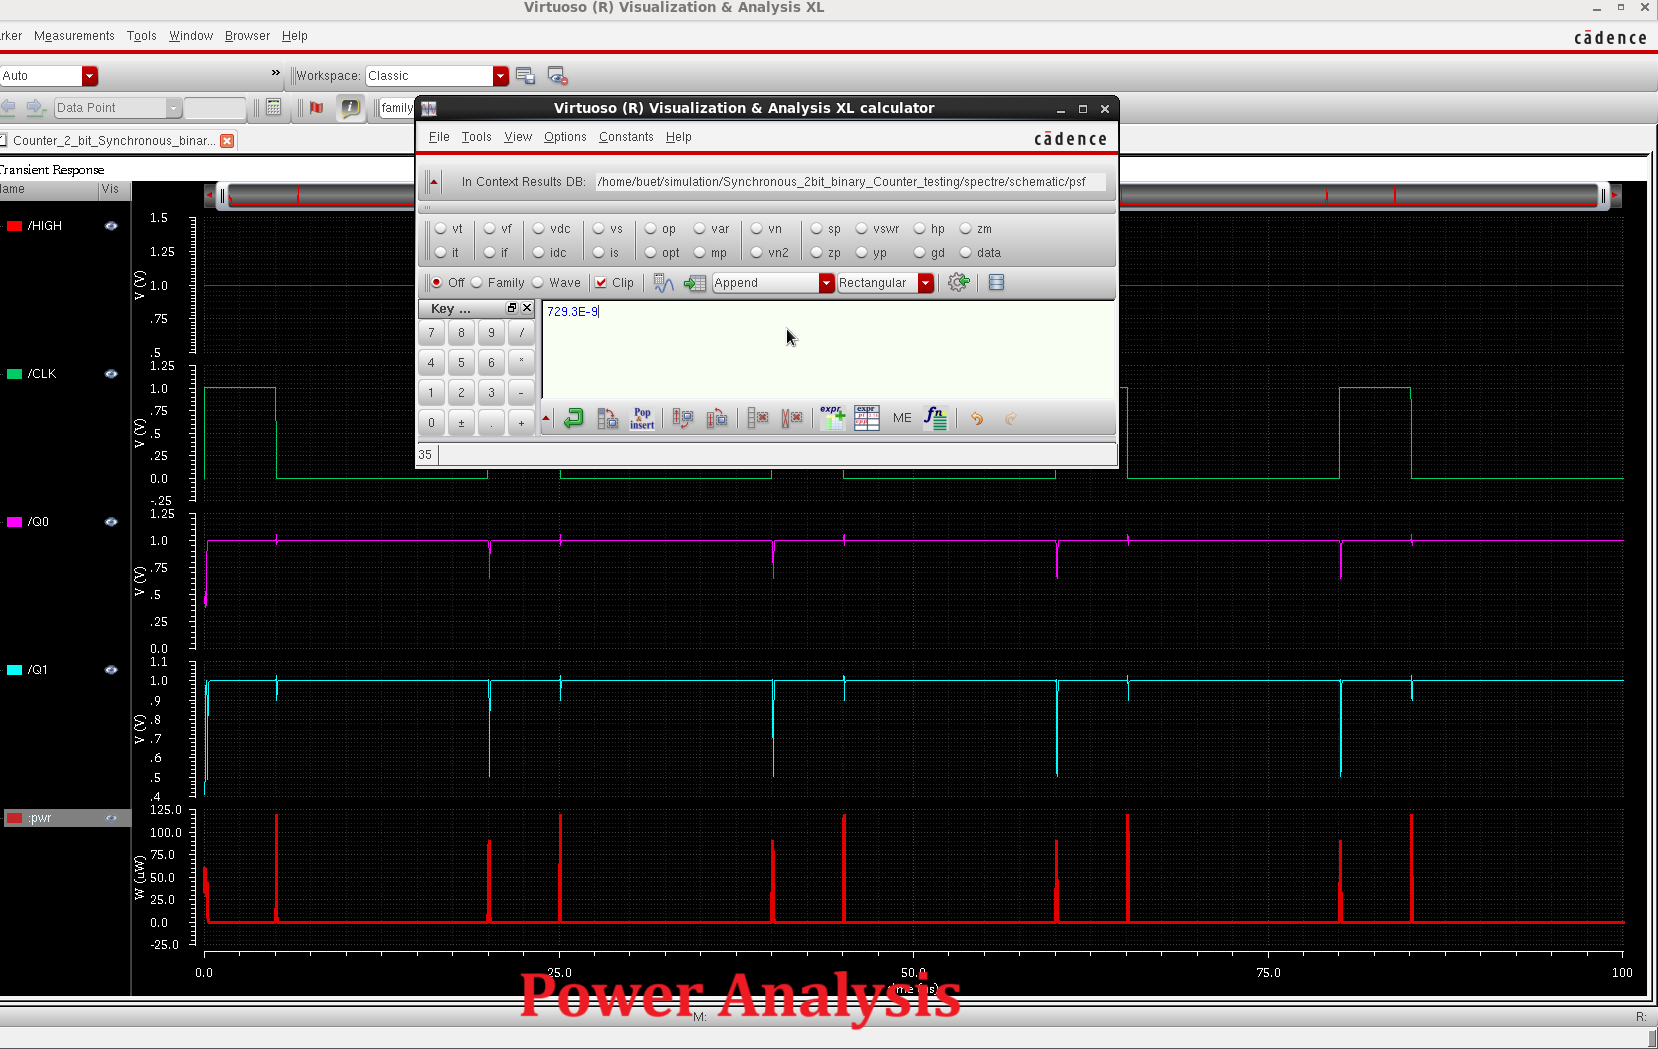 Virtuoso (R) Visualization & Analysis XL
rker Measurements Tools Window Browser Help
cādence
Auto » Workspace: Classic
Data Point family
Counter_2_bit_Synchronous_binar...
Virtuoso (R) Visualization & Analysis XL calculator
File Tools View Options Constants Help
cādence
In Context Results DB: /home/buet/simulation/Synchronous_2bit_binary_Counter_testing/spectre/schematic/psf
vt vf vdc vs op var vn sp vswr hp zm
it if idc is opt mp vn2 zp yp gd data
Off Family Wave Clip Append Rectangular
Key ...
729.3E-9
7 8 9 /
4 5 6 *
1 2 3 -
0 ± . +
Pop & insert expr expr ME fn
35
Transient Response
lame Vis
/HIGH
V (V)
1.5
1.25
1.0
.75
.5
/CLK
V (V)
1.25
1.0
.75
.5
.25
0.0
-.25
/Q0
V (V)
1.25
1.0
.75
.5
.25
0.0
/Q1
V (V)
1.1
1.0
.9
.8
.7
.6
.5
.4
:pwr
W (uW)
125.0
100.0
75.0
50.0
25.0
0.0
-25.0
0.0 25.0 50.0 75.0 100
Power Analysis
M: R: